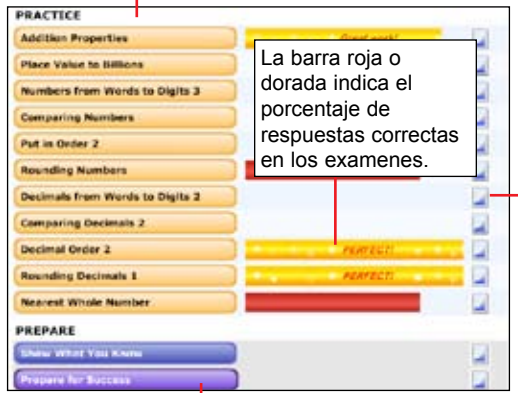 PRACTICE
Addition Properties
Great work!
Place Value to Billions
La barra roja o
dorada indica el
porcentaje de
respuestas correctas
en los examenes.
Numbers from Words to Digits 3
Comparing Numbers
Put in Order 2
Rounding Numbers
Decimals from Words to Digits 2
Comparing Decimals 2
Decimal Order 2
PERFECT!
Rounding Decimals 1
PERFECT!
Nearest Whole Number
PREPARE
Show What You Know
Prepare for Success